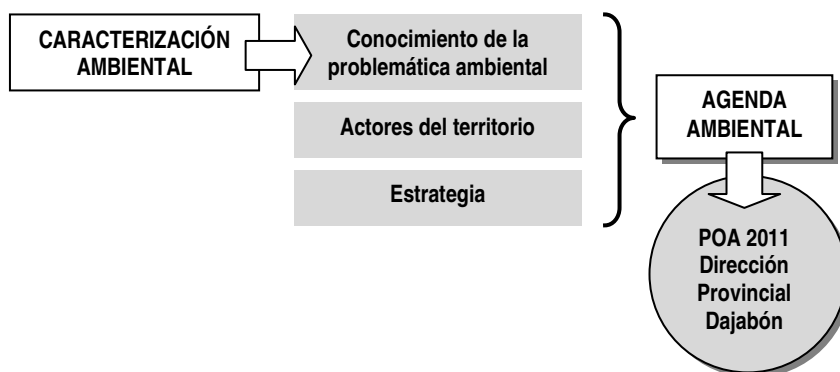 CARACTERIZACIÓN
AMBIENTAL
Conocimiento de la
problemática ambiental
Actores del territorio
Estrategia
AGENDA
AMBIENTAL
POA 2011
Dirección
Provincial
Dajabón